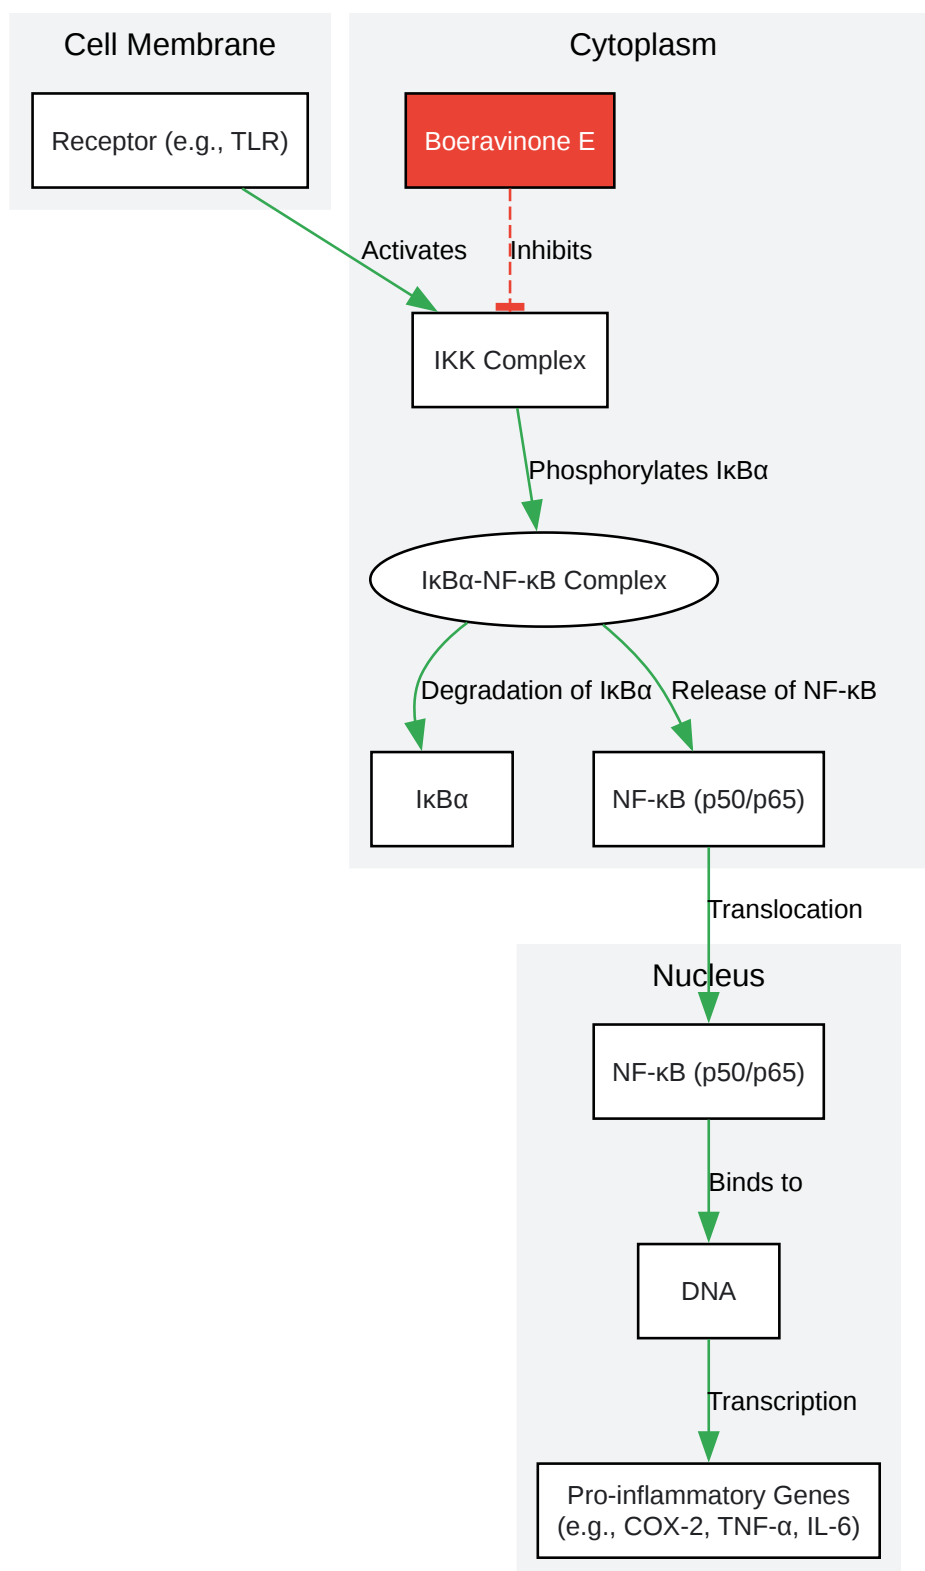 Cell Membrane
Cytoplasm
Receptor (e.g., TLR)
Boeravinone E
Activates
Inhibits
IKK Complex
Phosphorylates IκBα
IκBα-NF-κB Complex
Degradation of IκBα
Release of NF-κB
IκBα
NF-κB (p50/p65)
Translocation
Nucleus
NF-κB (p50/p65)
Binds to
DNA
Transcription
Pro-inflammatory Genes
(e.g., COX-2, TNF-α, IL-6)